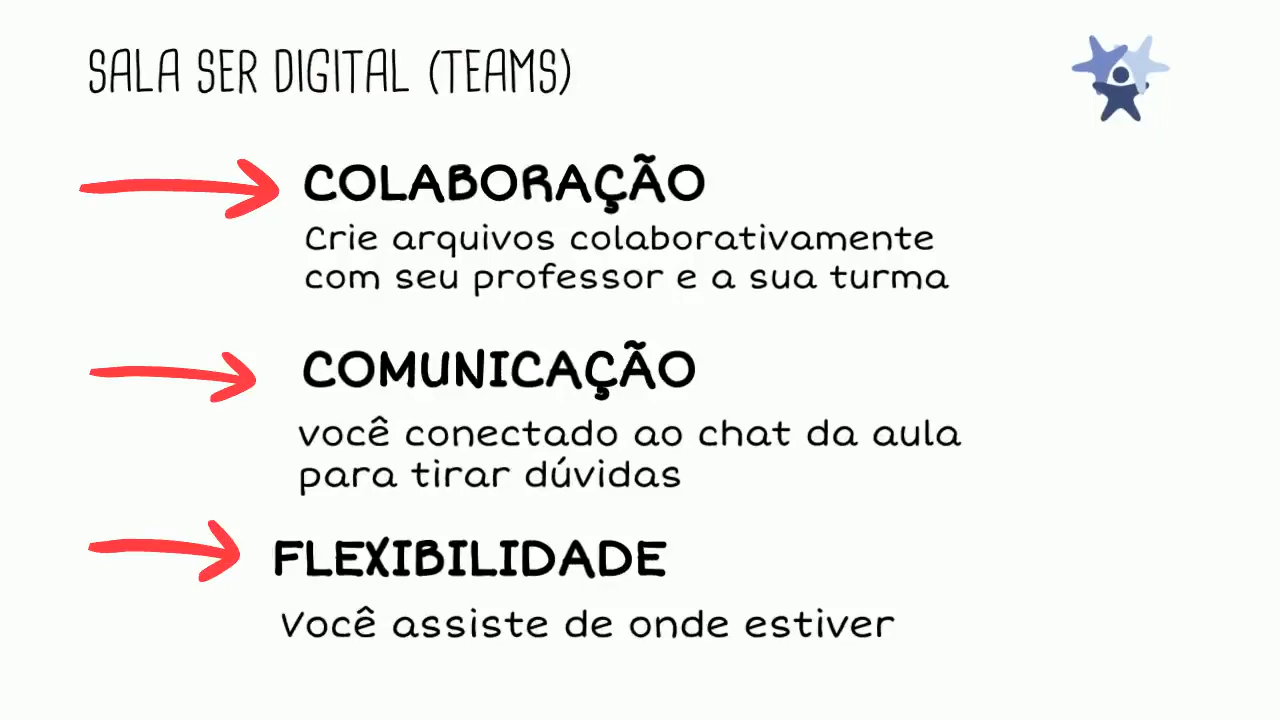 SALA SER DIGITAL (TEAMS)
COLABORAÇÃO
Crie arquivos colaborativamente
com seu professor e a sua turma
COMUNICAÇÃO
você conectado ao chat da aula
para tirar dúvidas
FLEXIBILIDADE
Você assiste de onde estiver